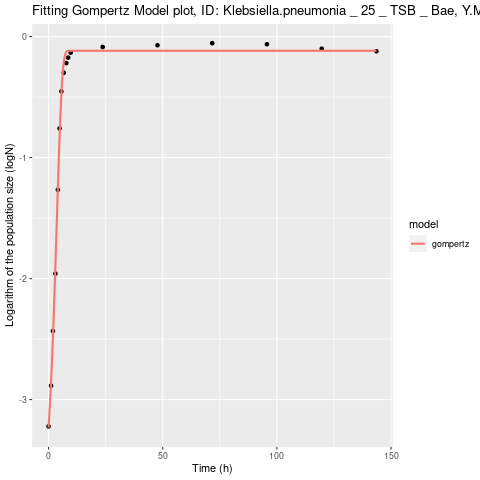 Fitting Gompertz Model plot, ID: Klebsiella.pneumonia _ 25 _ TSB _ Bae, Y.M
Logarithm of the population size (logN)
0
-1
-2
-3
0
50
100
150
Time (h)
model
gompertz